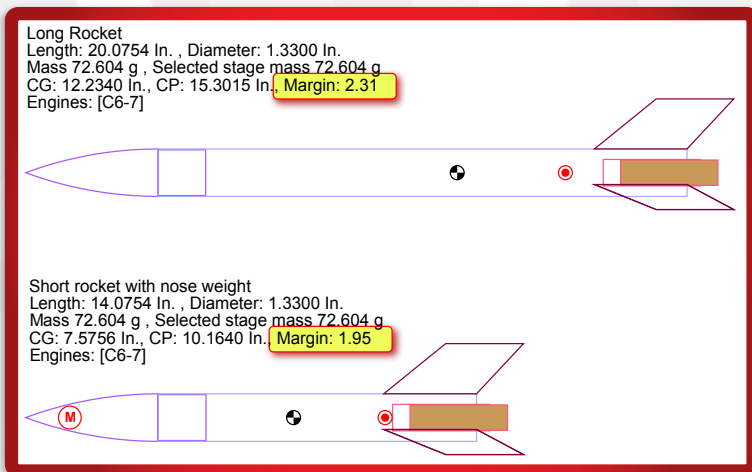 Long Rocket
Length: 20.0754 In. , Diameter: 1.3300 In.
Mass 72.604 g , Selected stage mass 72.604 g
CG: 12.2340 In., CP: 15.3015 In., Margin: 2.31
Engines: [C6-7]
Short rocket with nose weight
Length: 14.0754 In. , Diameter: 1.3300 In.
Mass 72.604 g , Selected stage mass 72.604 g
CG: 7.5756 In., CP: 10.1640 In., Margin: 1.95
Engines: [C6-7]
M